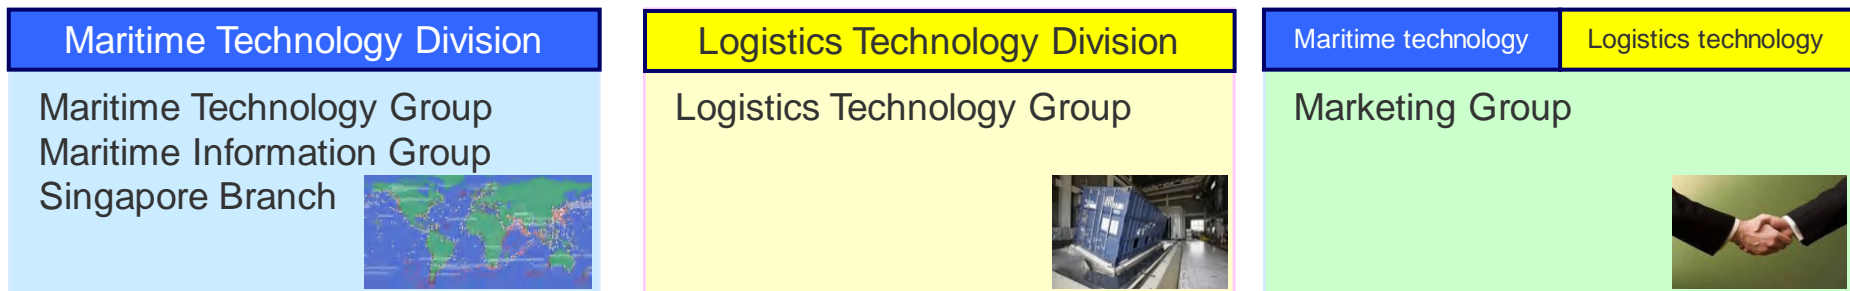 Maritime Technology Division
Maritime Technology Group
Maritime Information Group
Singapore Branch
Logistics Technology Division
Logistics Technology Group
Maritime technology
Logistics technology
Marketing Group